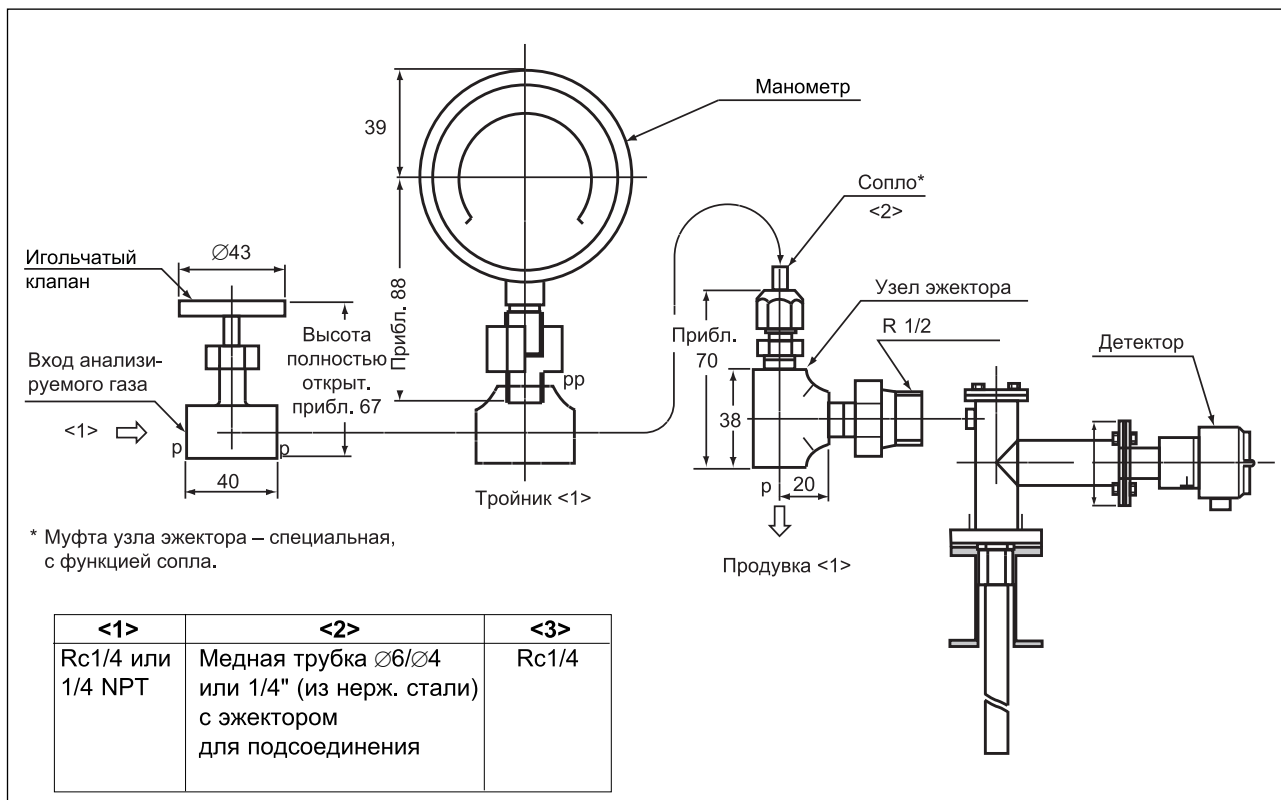 Манометр
39
Сопло*
<2>
Игольчатый
клапан
∅43
Прибл. 88
Высота
полностью
открыт.
прибл. 67
Узел эжектора
Прибл.
70
R 1/2
Детектор
Вход анализи-
руемого газа
<1>
p
p
40
pp
Тройник <1>
38
p
20
Продувка <1>
* Муфта узла эжектора – специальная,
с функцией сопла.
<1> <2> <3>
Rc1/4 или Медная трубка ∅6/∅4 Rc1/4
1/4 NPT или 1/4" (из нерж. стали)
с эжектором
для подсоединения